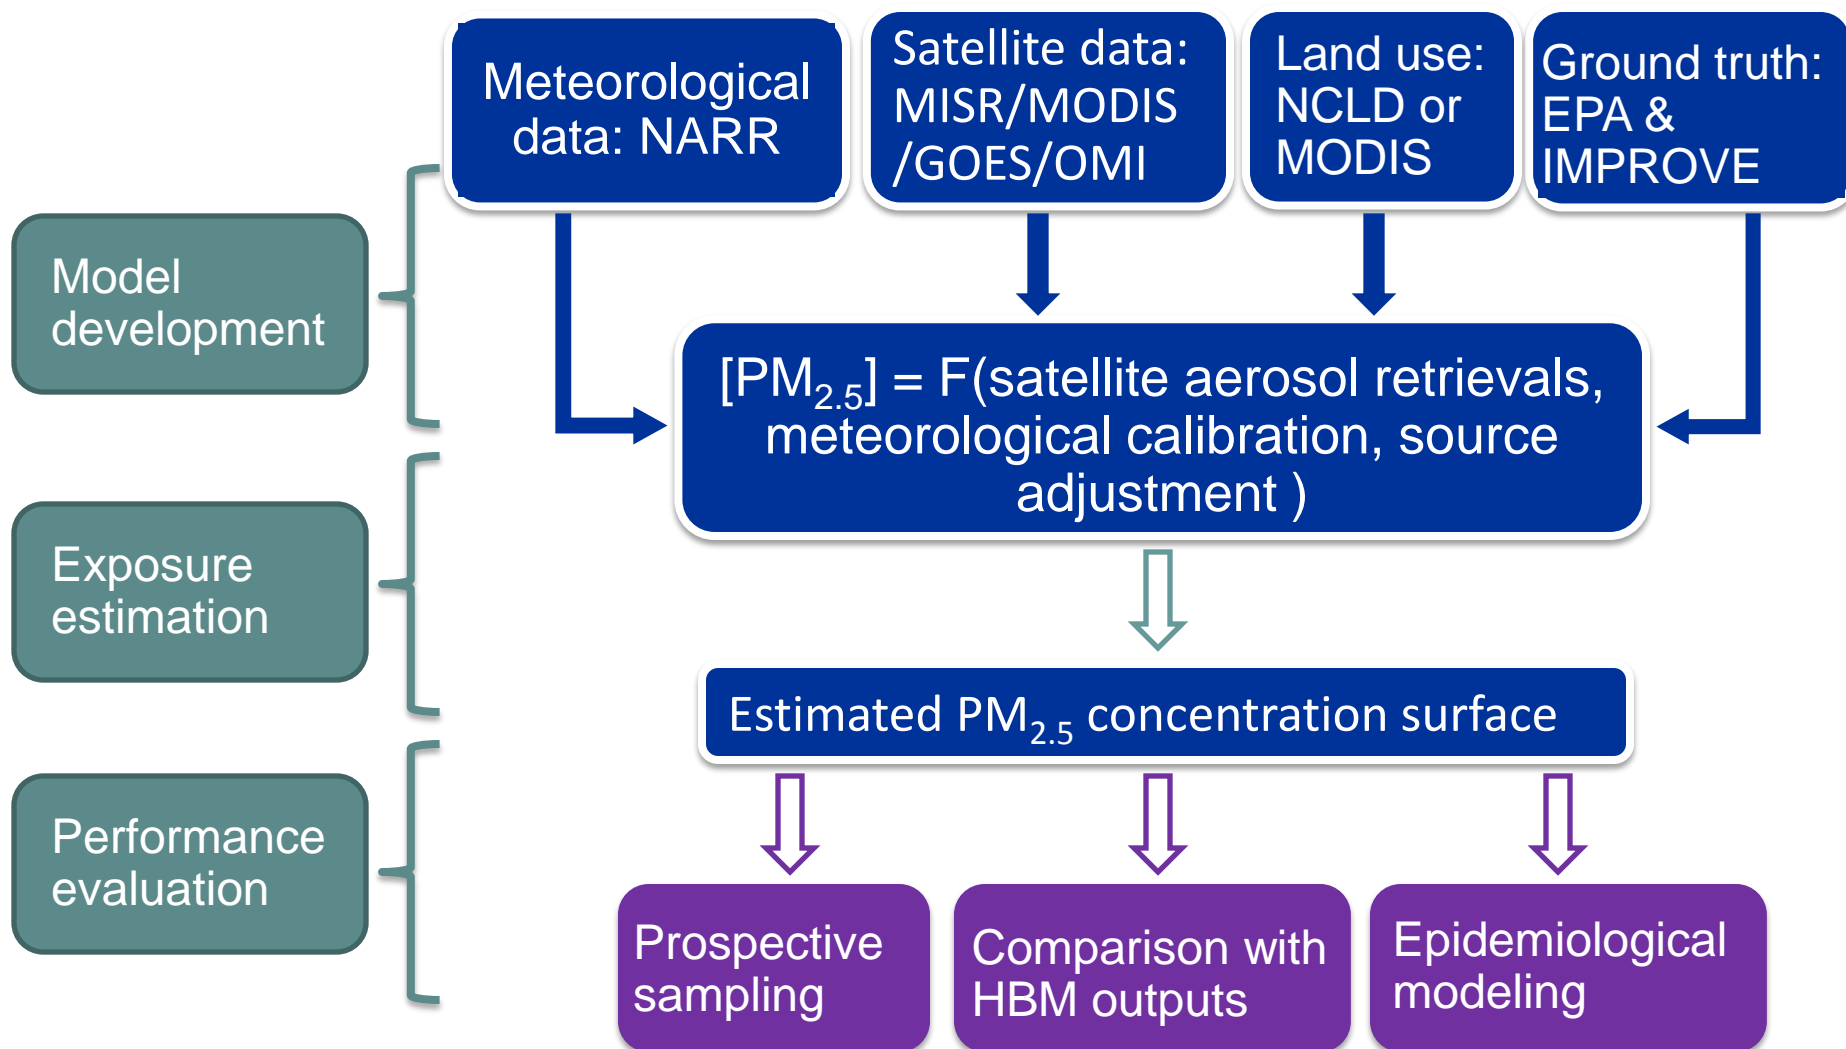 Meteorological
data: NARR
Satellite data:
MISR/MODIS
/GOES/OMI
Land use:
NCLD or
MODIS
Ground truth:
EPA &
IMPROVE
Model
development
[PM2.5] = F(satellite aerosol retrievals,
meteorological calibration, source
adjustment )
Exposure
estimation
Estimated PM2.5 concentration surface
Performance
evaluation
Prospective
sampling
Comparison with
HBM outputs
Epidemiological
modeling